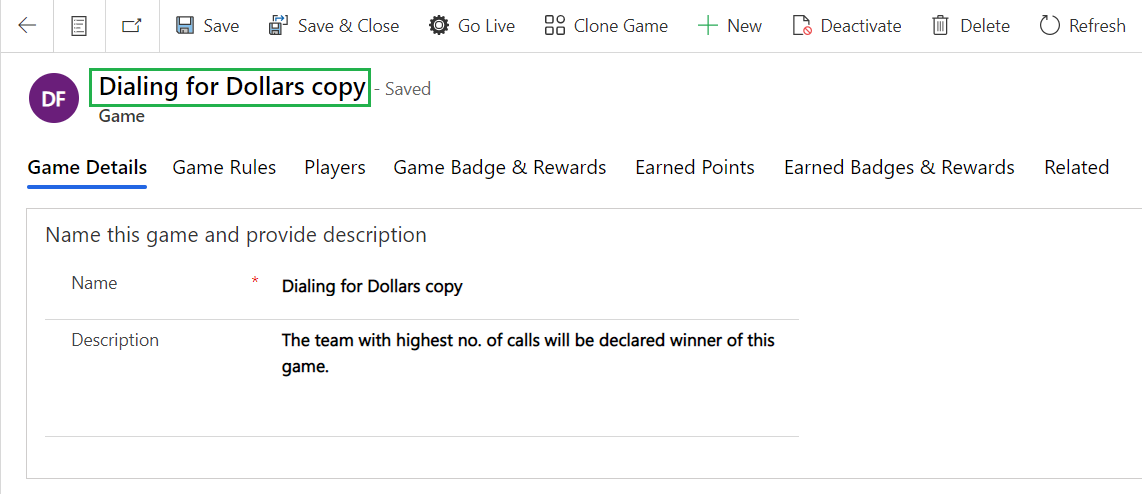 Save Save & Close Go Live Clone Game New Deactivate Delete Refresh
DF Dialing for Dollars copy - Saved
Game
Game Details Game Rules Players Game Badge & Rewards Earned Points Earned Badges & Rewards Related
Name this game and provide description
Name * Dialing for Dollars copy
Description The team with highest no. of calls will be declared winner of this
game.